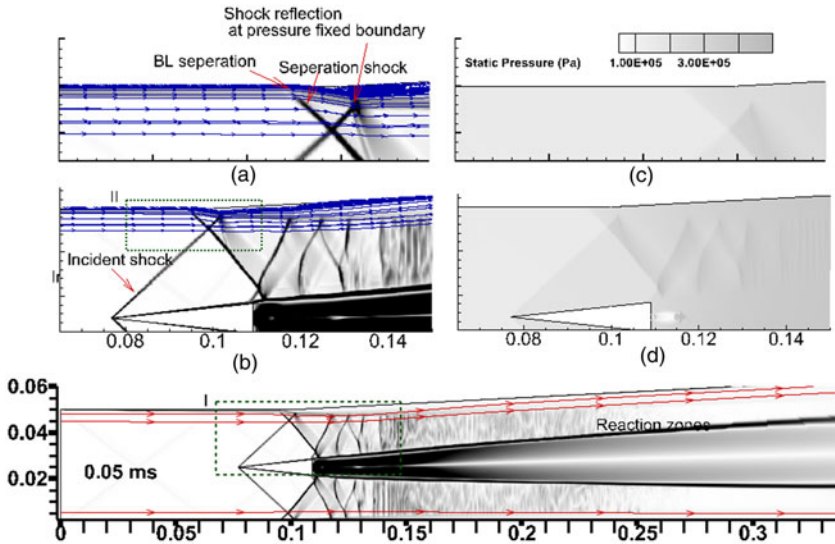 Shock reflection
at pressure fixed boundary
BL seperation
Seperation shock
Static Pressure (Pa)
1.00E+05 3.00E+05
(a)
(c)
II
Incident shock
0.08 0.1 0.12
(b)
0.08 0.1 0.12 0.14
(d)
0.06
0.04
0.02
I
0.05 ms
Reaction zones
0 0.05 0.1 0.15 0.2 0.25 0.3